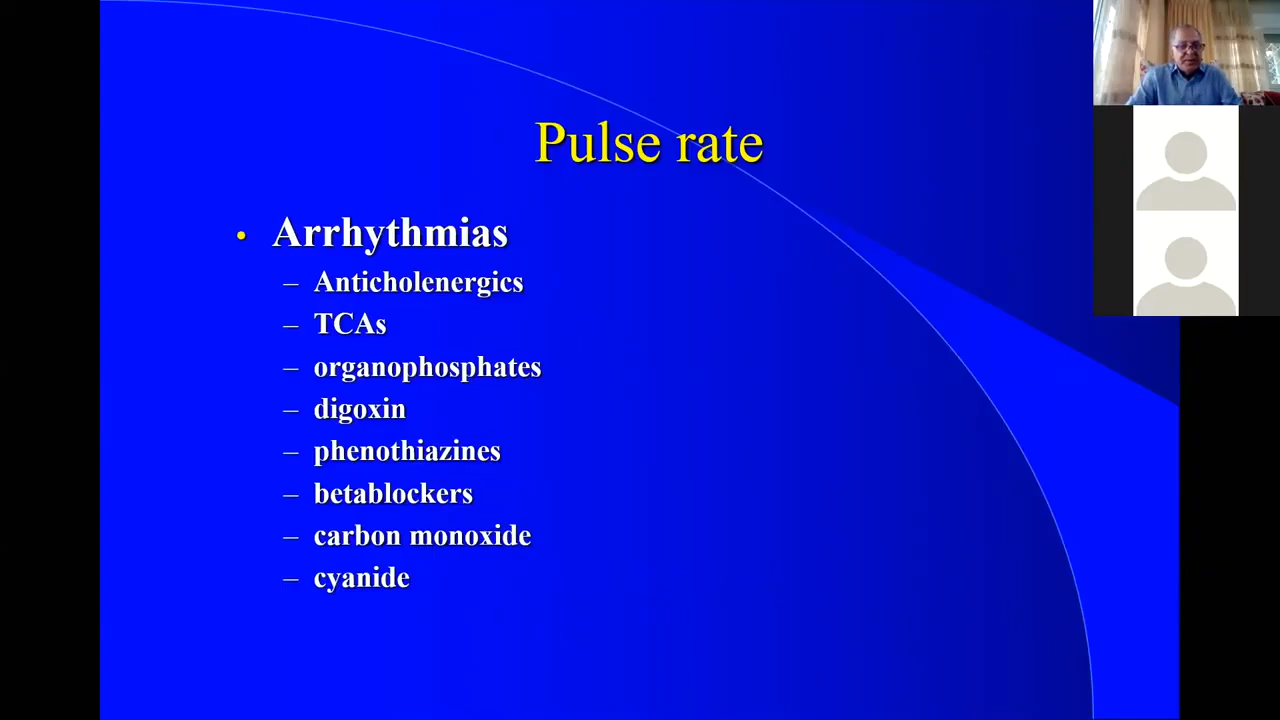 Pulse rate
• Arrhythmias
– Anticholenergics
– TCAs
– organophosphates
– digoxin
– phenothiazines
– betablockers
– carbon monoxide
– cyanide